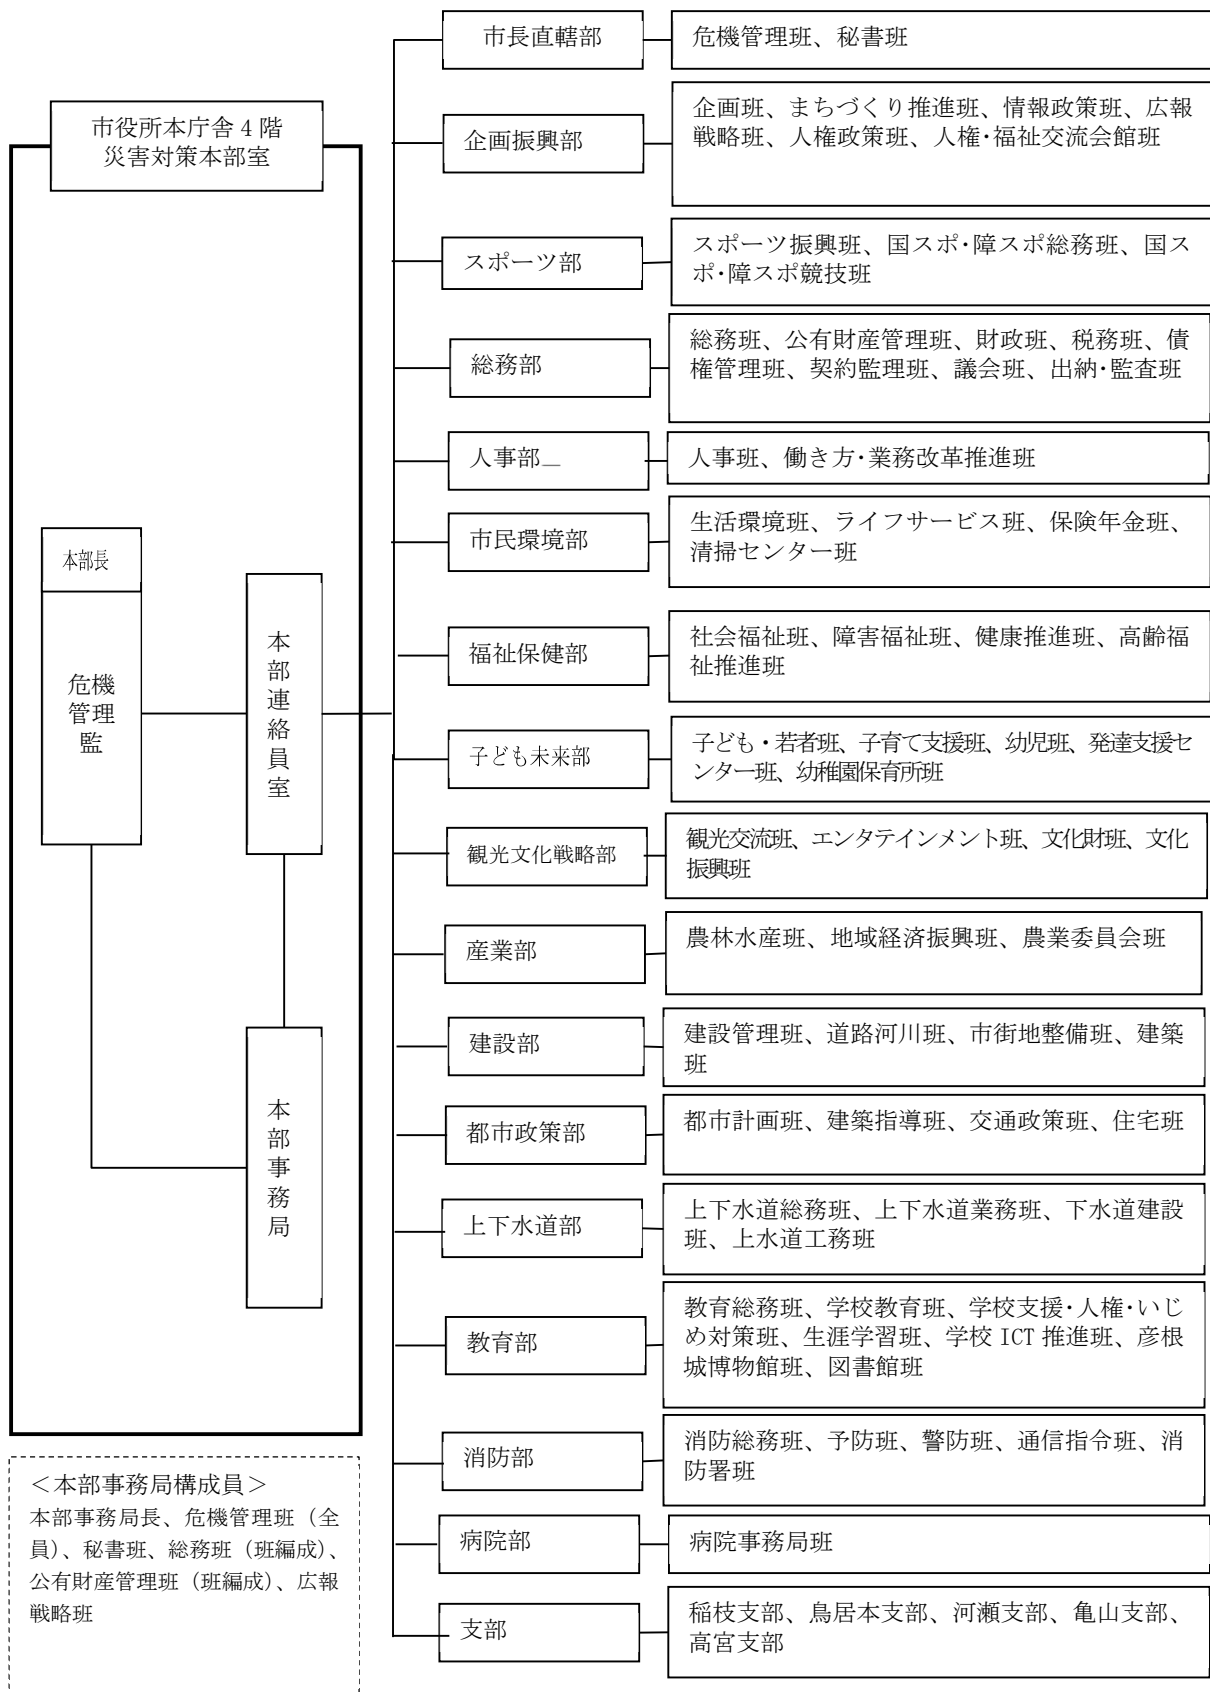 市役所本庁舎 4 階
災害対策本部室
本部長
危機
管理
監
本部連絡員室
本部事務局
市長直轄部
危機管理班、秘書班
企画振興部
企画班、まちづくり推進班、情報政策班、広報
戦略班、人権政策班、人権・福祉交流会館班
スポーツ部
スポーツ振興班、国スポ・障スポ総務班、国ス
ポ・障スポ競技班
総務部
総務班、公有財産管理班、財政班、税務班、債
権管理班、契約監理班、議会班、出納・監査班
人事部_
人事班、働き方・業務改革推進班
市民環境部
生活環境班、ライフサービス班、保険年金班、
清掃センター班
福祉保健部
社会福祉班、障害福祉班、健康推進班、高齢福
祉推進班
子ども未来部
子ども・若者班、子育て支援班、幼児班、発達支援セ
ンター班、幼稚園保育所班
観光文化戦略部
観光交流班、エンタテインメント班、文化財班、文化
振興班
産業部
農林水産班、地域経済振興班、農業委員会班
建設部
建設管理班、道路河川班、市街地整備班、建築
班
都市政策部
都市計画班、建築指導班、交通政策班、住宅班
上下水道部
上下水道総務班、上下水道業務班、下水道建設
班、上水道工務班
教育部
教育総務班、学校教育班、学校支援・人権・いじ
め対策班、生涯学習班、学校 ICT 推進班、彦根
城博物館班、図書館班
消防部
消防総務班、予防班、警防班、通信指令班、消
防署班
病院部
病院事務局班
支部
稲枝支部、鳥居本支部、河瀬支部、亀山支部、
高宮支部
＜本部事務局構成員＞
本部事務局長、危機管理班（全
員）、秘書班、総務班（班編成）、
公有財産管理班（班編成）、広報
戦略班